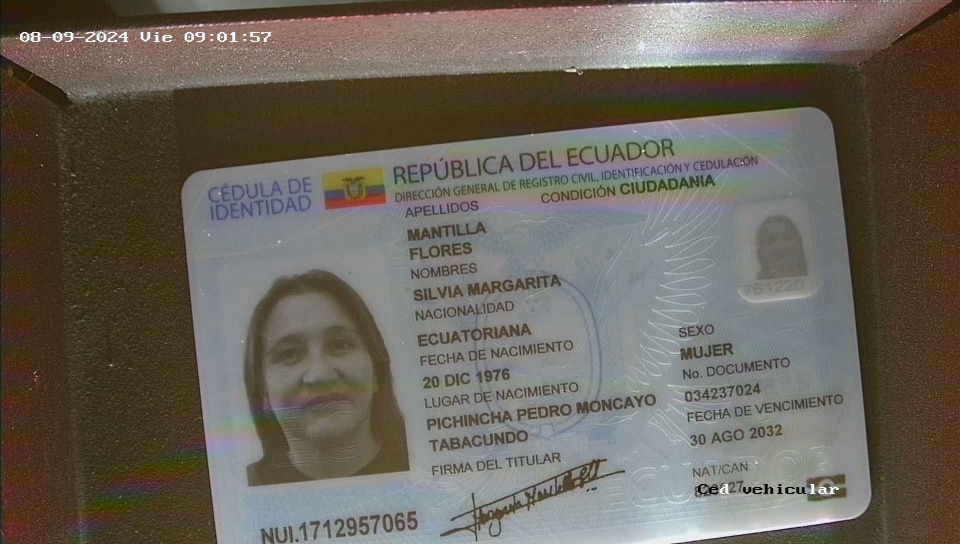 08-09-2024 Vie 09:01:57
CÉDULA DE
IDENTIDAD
REPÚBLICA DEL ECUADOR
DIRECCIÓN GENERAL DE REGISTRO CIVIL, IDENTIFICACIÓN Y CEDULACIÓN
APELLIDOS
CONDICIÓN CIUDADANIA
MANTILLA
FLORES
NOMBRES
SILVIA MARGARITA
NACIONALIDAD
ECUATORIANA
FECHA DE NACIMIENTO
20 DIC 1976
LUGAR DE NACIMIENTO
PICHINCHA PEDRO MONCAYO
TABACUNDO
FIRMA DEL TITULAR
761220
SEXO
MUJER
No. DOCUMENTO
034237024
FECHA DE VENCIMIENTO
30 AGO 2032
NAT/CAN
Ced vehicular
NUI.1712957065